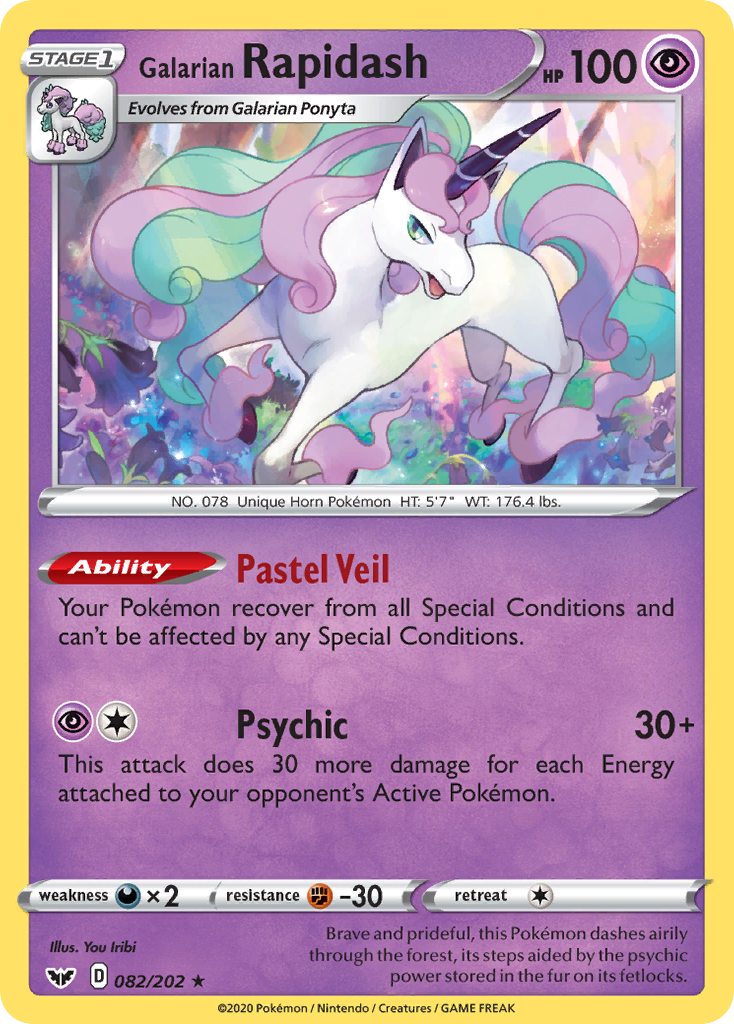 STAGE1
Galarian Rapidash HP 100
Evolves from Galarian Ponyta
NO. 078 Unique Horn Pokémon HT: 5'7" WT: 176.4 lbs.
Ability Pastel Veil
Your Pokémon recover from all Special Conditions and
can't be affected by any Special Conditions.
Psychic 30+
This attack does 30 more damage for each Energy
attached to your opponent's Active Pokémon.
weakness ×2 resistance -30 retreat
Illus. You Iribi
Brave and prideful, this Pokémon dashes airily
through the forest, its steps aided by the psychic
power stored in the fur on its fetlocks.
D 082/202 ★
©2020 Pokémon / Nintendo / Creatures / GAME FREAK